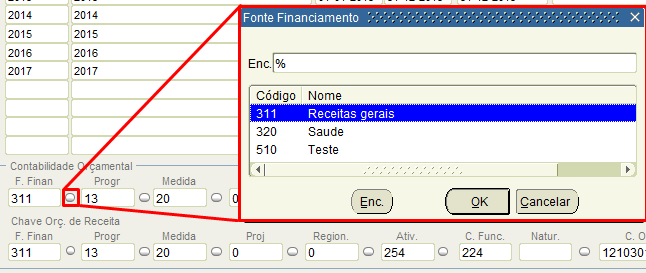 2014 2014
2015 2015
2016 2016
2017 2017
Fonte Financiamento
Enc. %
Código Nome
311 Receitas gerais
320 Saude
510 Teste
Enc. OK Cancelar
Contabilidade Orçamental
F. Finan Progr Medida
311 13 20
Chave Orç. de Receita
F. Finan Progr Medida Proj Region. Ativ. C. Func. Natur. C. O
311 13 20 0 0 254 224 1210301